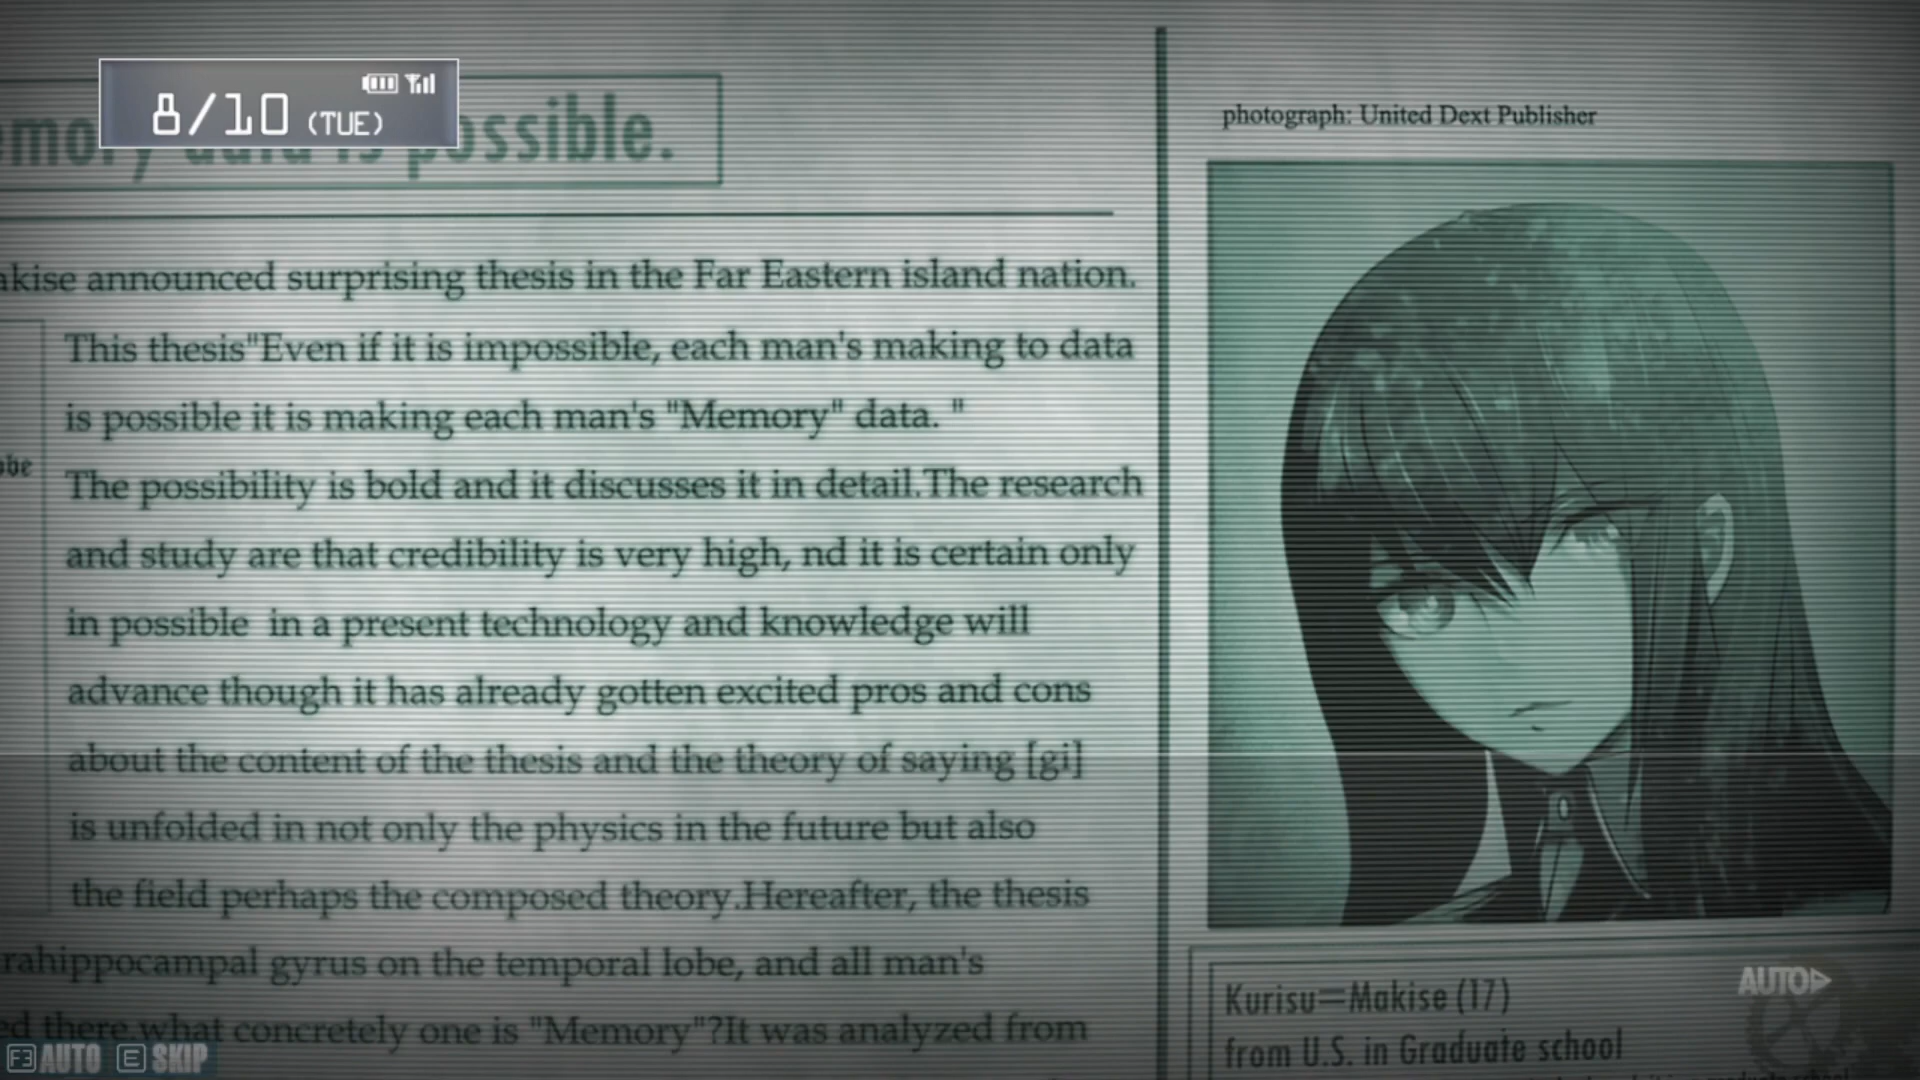 8/10 (TUE)
possible.
photograph: United Dext Publisher
akise announced surprising thesis in the Far Eastern island nation.
This thesis"Even if it is impossible, each man's making to data
is possible it is making each man's "Memory" data. "
The possibility is bold and it discusses it in detail.The research
and study are that credibility is very high, nd it is certain only
in possible in a present technology and knowledge will
advance though it has already gotten excited pros and cons
about the content of the thesis and the theory of saying [gi]
is unfolded in not only the physics in the future but also
the field perhaps the composed theory.Hereafter, the thesis
rahippocampal gyrus on the temporal lobe, and all man's
ed there what concretely one is "Memory"?It was analyzed from
obe
Kurisu=Makise (17)
from U.S. in Graduate school
AUTO
F3 AUTO E SKIP